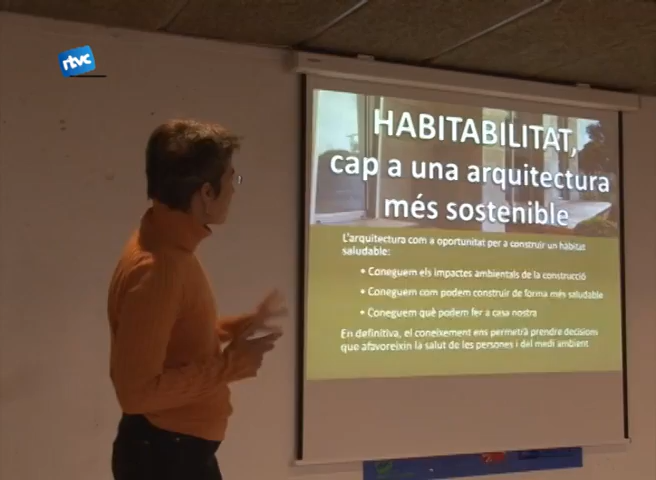 rtvc
HABITABILITAT,
cap a una arquitectura
més sostenible
L'arquitectura com a oportunitat per a construir un hàbitat
saludable:
• Coneguem els impactes ambientals de la construcció
• Coneguem com podem construir de forma més saludable
• Coneguem què podem fer a casa nostra
En definitiva, el coneixement ens permetrà prendre decisions
que afavoreixin la salut de les persones i del medi ambient